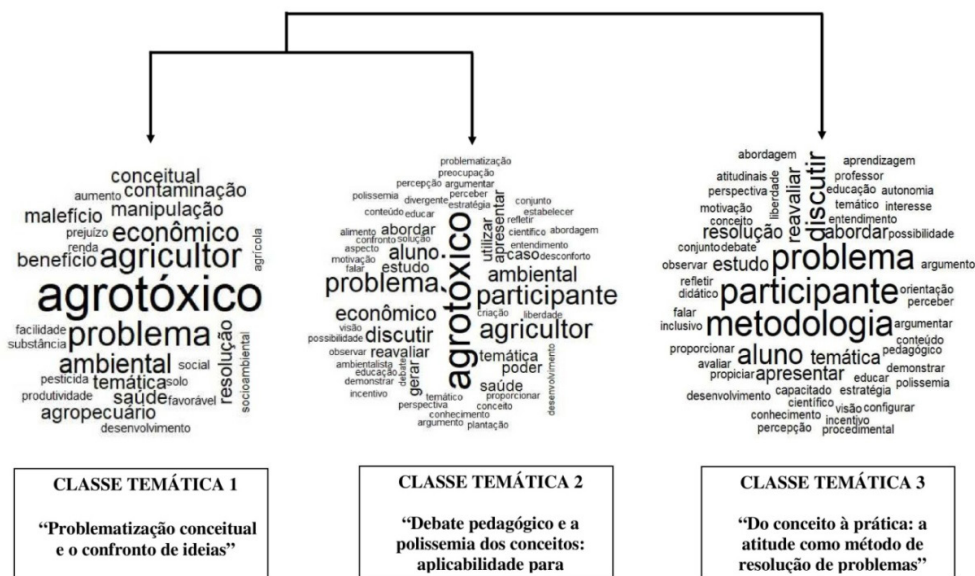 conceitual
aumento contaminação
malefício manipulação
prejuízo econômico
renda
benefício agricultor agrícola
agrotóxico
facilidade problema
substância
ambiental social resolução socioambiental
pesticida temática solo
produtividade saúde favorável
agropecuário
desenvolvimento
problematização
preocupação
percepção argumentar
polissemia divergente perceber conjunto
estratégia estabelecer
conteúdo educar utilizar apresentar refletir
alimento abordar científico abordagem
confronto solução entendimento
aspecto aluno caso desconforto
motivação estudo
falar ambiental
problema agrotóxico participante
econômico criação liberdade
visão agricultor
possibilidade discutir
observar reavaliar temática
ambientalista gerar debate poder
educação saúde desenvolvimento
demonstrar
incentivo temático proporcionar
perspectiva conceito
conhecimento
argumento plantação
abordagem discutir aprendizagem
atitudinais professor
perspectiva liberdade reavaliar educação autonomia
motivação temático interesse
conceito entendimento
resolução abordar possibilidade
conjunto debate
observar estudo problema argumento
refletir
didático participante orientação
perceber
falar metodologia argumentar
inclusivo conteúdo
proporcionar aluno temática pedagógico
avaliar demonstrar
propiciar apresentar educar polissemia
desenvolvimento capacitado estratégia
científico visão configurar
conhecimento incentivo
percepção procedimental
CLASSE TEMÁTICA 1
“Problematização conceitual
e o confronto de ideias”
CLASSE TEMÁTICA 2
“Debate pedagógico e a
polissemia dos conceitos:
aplicabilidade para
CLASSE TEMÁTICA 3
“Do conceito à prática: a
atitude como método de
resolução de problemas”